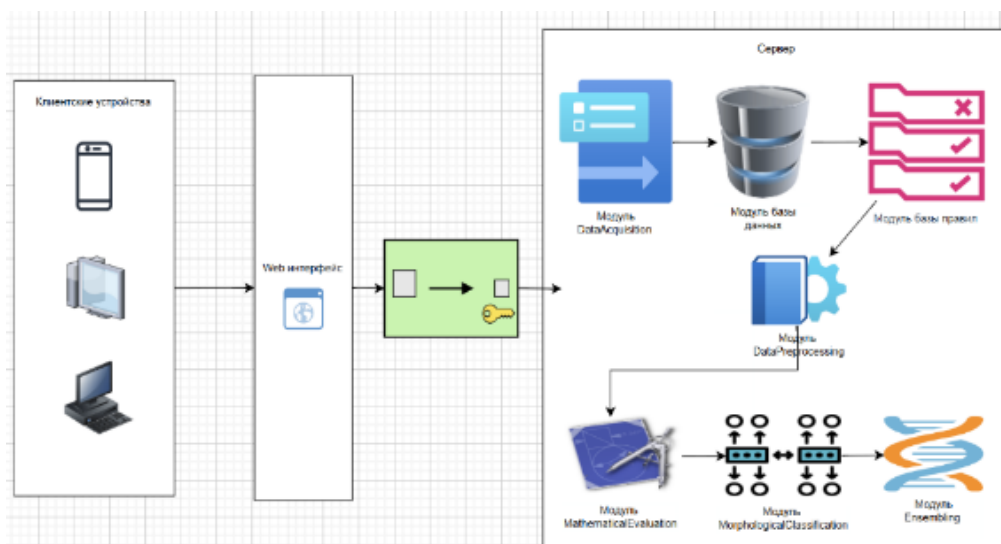 Сервер
Клиентские устройства
Модуль
DataAcquisition
Модуль базы
данных
Модуль базы правил
Web интерфейс
Модуль
DataPreprocessing
Модуль
MathematicalEvaluation
Модуль
MorphologicalClassification
Модуль
Ensembling